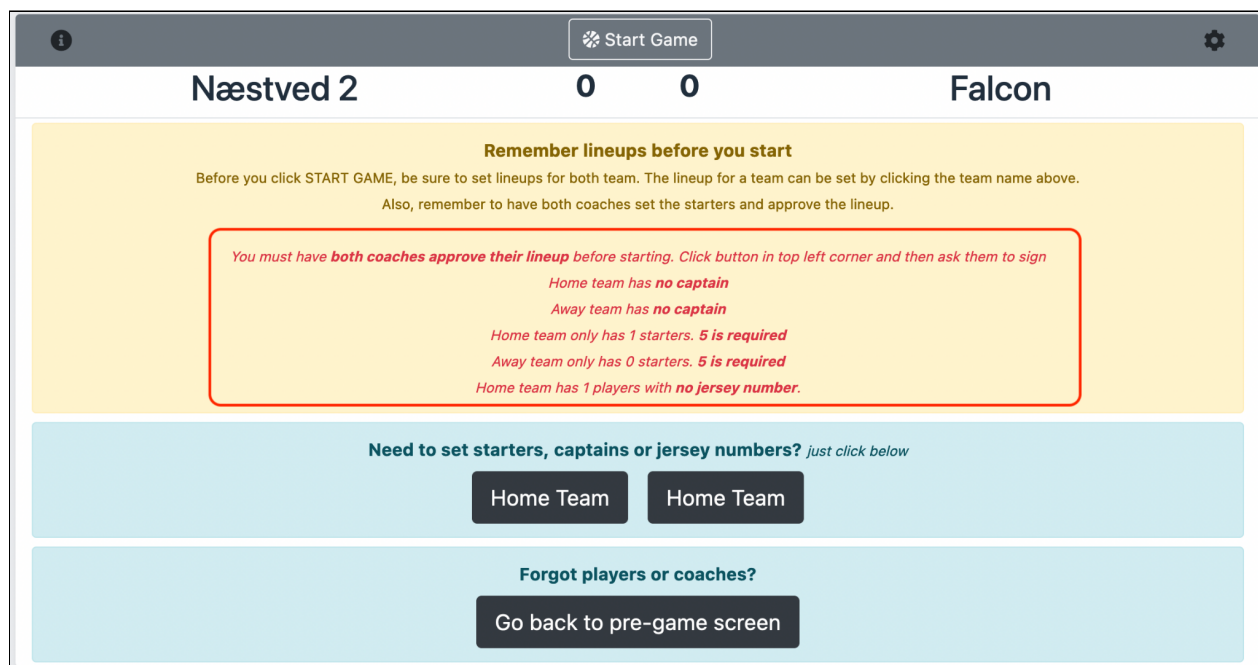 Start Game
Næstved 2 0 0 Falcon
Remember lineups before you start
Before you click START GAME, be sure to set lineups for both team. The lineup for a team can be set by clicking the team name above.
Also, remember to have both coaches set the starters and approve the lineup.
You must have both coaches approve their lineup before starting. Click button in top left corner and then ask them to sign
Home team has no captain
Away team has no captain
Home team only has 1 starters. 5 is required
Away team only has 0 starters. 5 is required
Home team has 1 players with no jersey number.
Need to set starters, captains or jersey numbers? just click below
Home Team Home Team
Forgot players or coaches?
Go back to pre-game screen